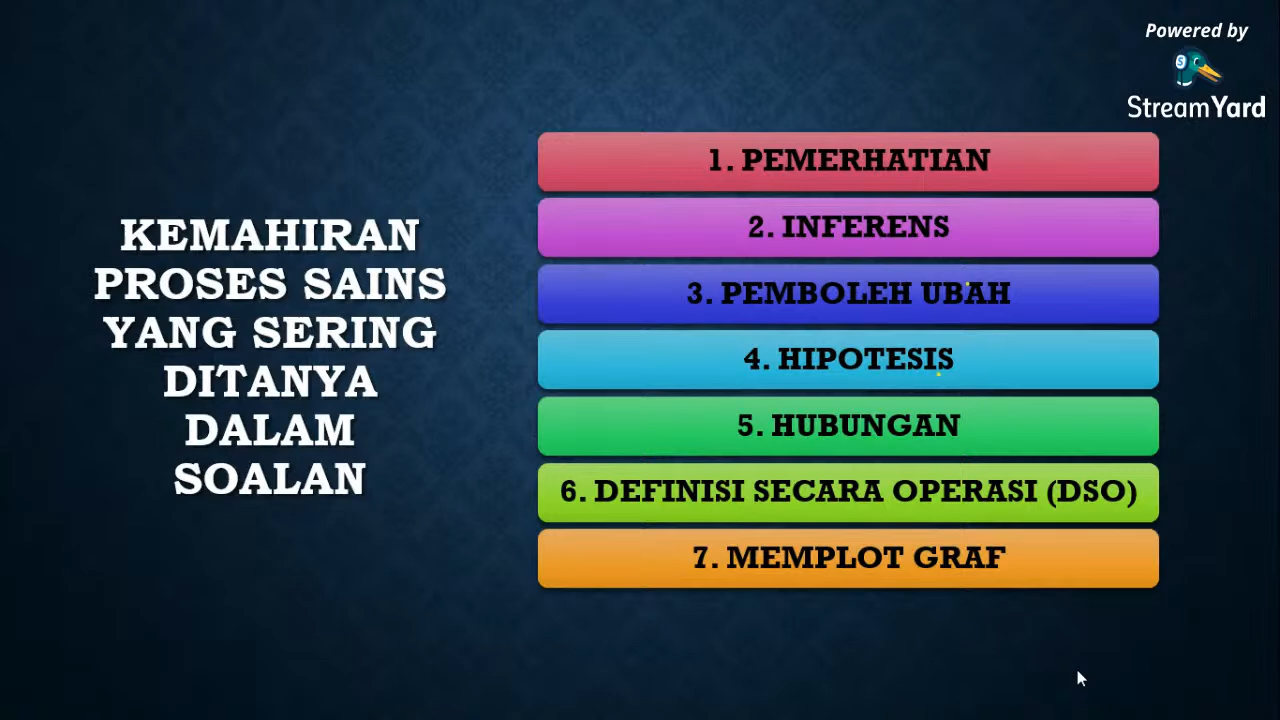 Powered by
StreamYard
KEMAHIRAN
PROSES SAINS
YANG SERING
DITANYA
DALAM
SOALAN
1. PEMERHATIAN
2. INFERENS
3. PEMBOLEH UBAH
4. HIPOTESIS
5. HUBUNGAN
6. DEFINISI SECARA OPERASI (DSO)
7. MEMPLOT GRAF